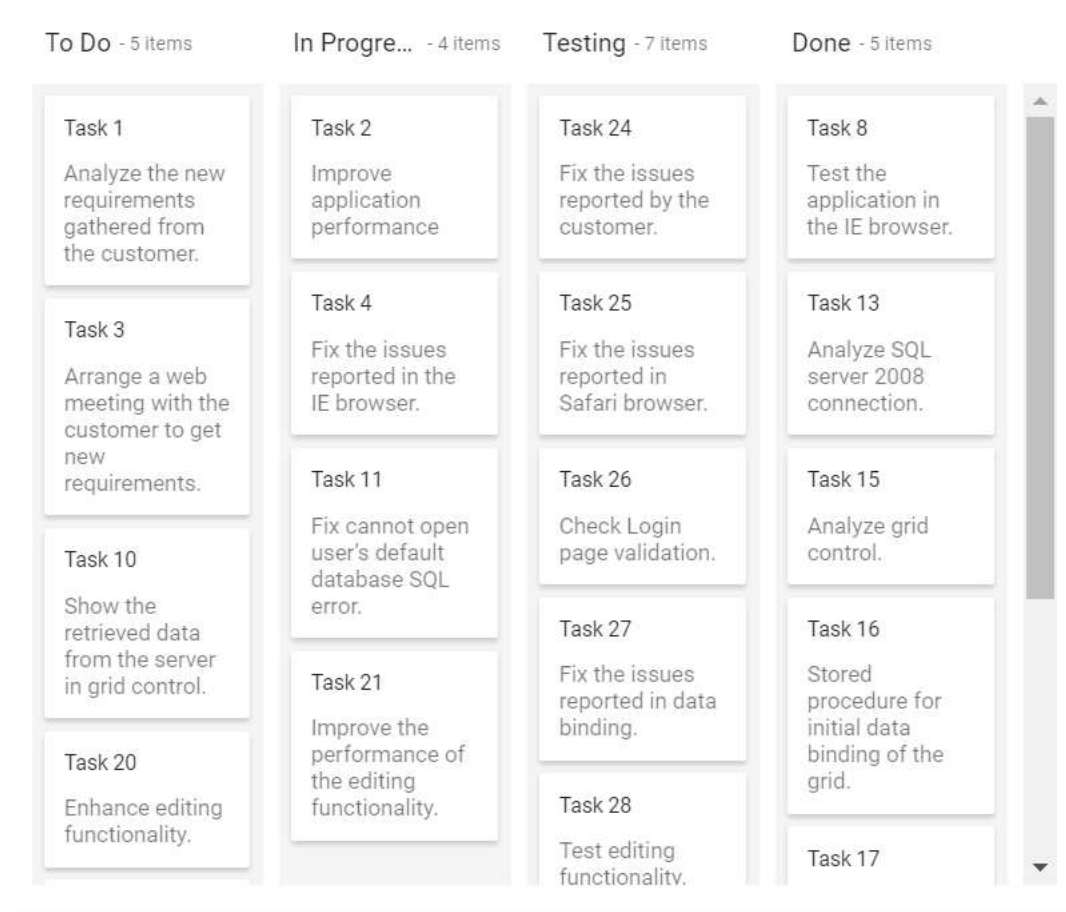 To Do - 5 items
In Progre... - 4 items
Testing - 7 items
Done - 5 items
Task 1
Analyze the new
requirements
gathered from
the customer.
Task 3
Arrange a web
meeting with the
customer to get
new
requirements.
Task 10
Show the
retrieved data
from the server
in grid control.
Task 20
Enhance editing
functionality.
Task 2
Improve
application
performance
Task 4
Fix the issues
reported in the
IE browser.
Task 11
Fix cannot open
user's default
database SQL
error.
Task 21
Improve the
performance of
the editing
functionality.
Task 24
Fix the issues
reported by the
customer.
Task 25
Fix the issues
reported in
Safari browser.
Task 26
Check Login
page validation.
Task 27
Fix the issues
reported in data
binding.
Task 28
Test editing
functionality.
Task 8
Test the
application in
the IE browser.
Task 13
Analyze SQL
server 2008
connection.
Task 15
Analyze grid
control.
Task 16
Stored
procedure for
initial data
binding of the
grid.
Task 17